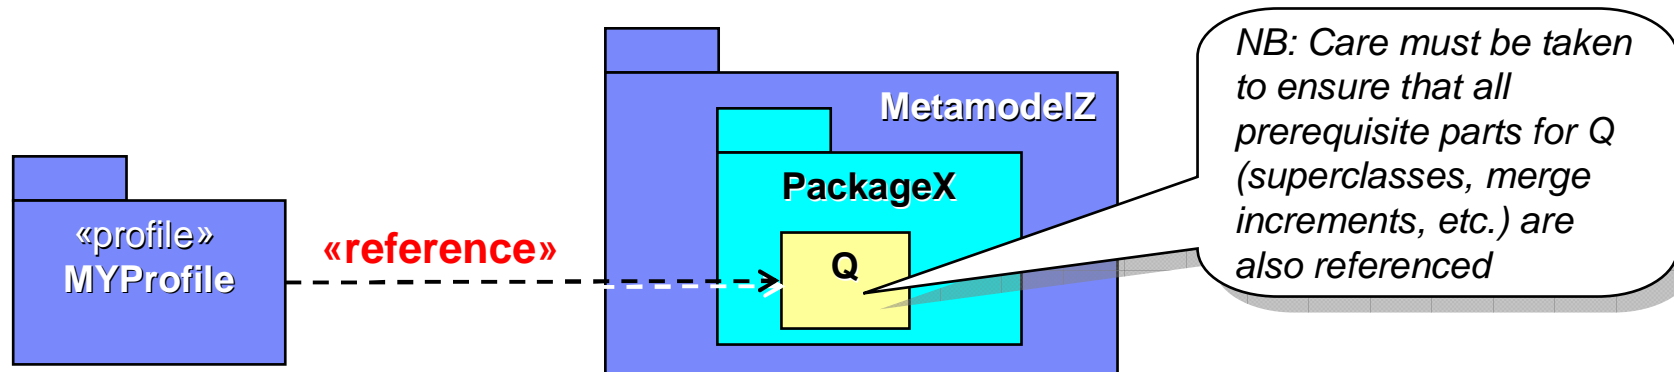 «profile»
MYProfile
«reference»
MetamodelZ
PackageX
Q
NB: Care must be taken
to ensure that all
prerequisite parts for Q
(superclasses, merge
increments, etc.) are
also referenced